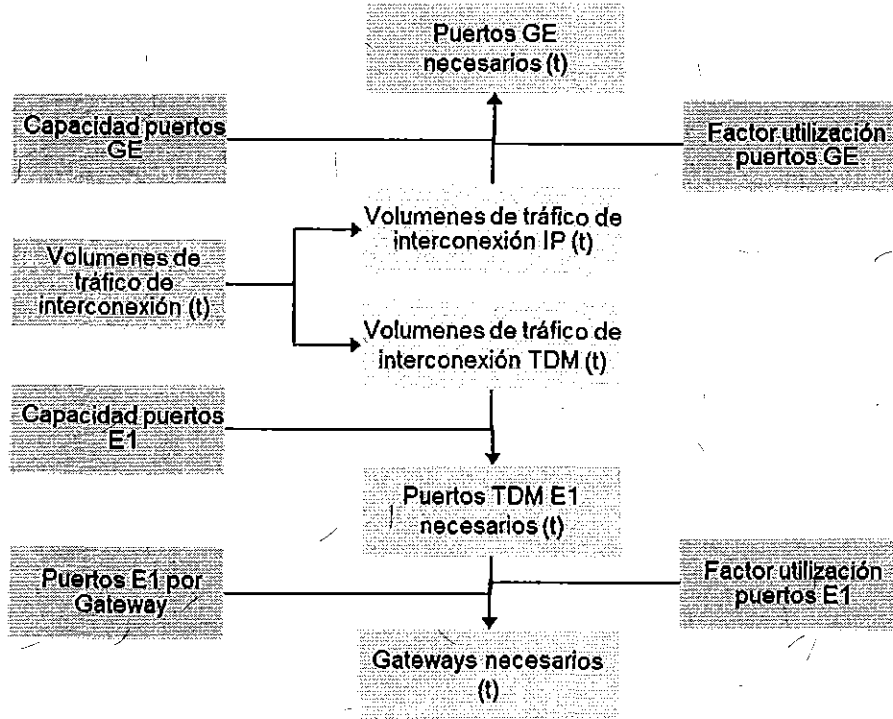 Puertos GE
necesarios (t)
Capacidad puertos
GE
Factor utilización
puertos GE
Volumenes de tráfico de
interconexión IP (t)
Volumenes de
tráfico de
interconexión (t)
Volumenes de tráfico de
interconexión TDM (t)
Capacidad puertos
E1
Puertos TDM E1
necesarios (t)
Puertos E1 por
Gateway
Factor utilización
puertos E1
Gateways necesarios
(t)